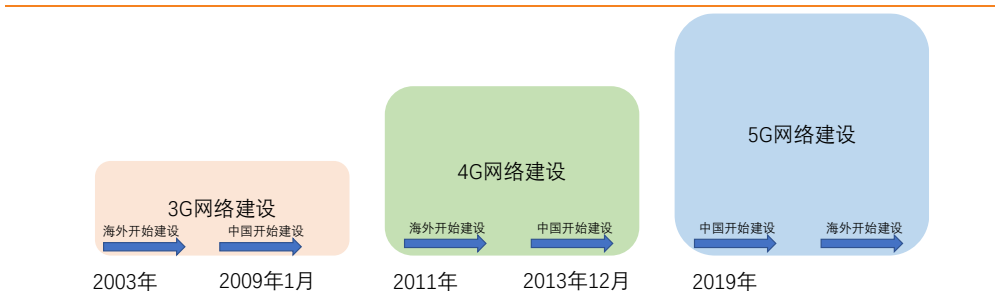 3G网络建设
海外开始建设
中国开始建设
2003年
2009年1月
4G网络建设
海外开始建设
中国开始建设
2011年
2013年12月
5G网络建设
中国开始建设
海外开始建设
2019年